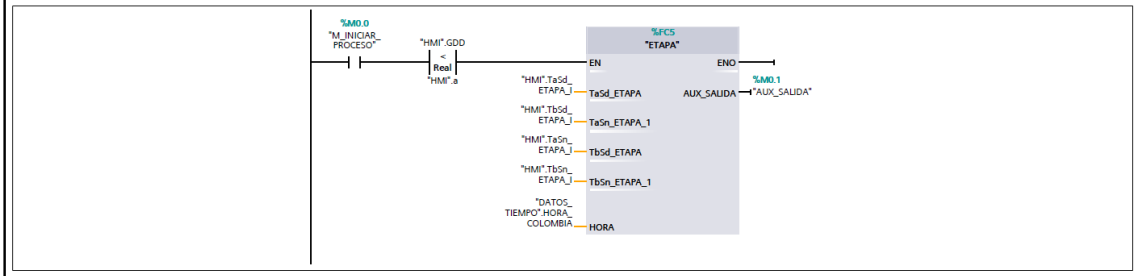 %M0.0
"M_INICIAR_
PROCESO"
"HMI".GDD
<
Real
"HMI".a
%FC5
"ETAPA"
EN
ENO
"HMI".TaSd_
ETAPA_I
TaSd_ETAPA
%M0.1
AUX_SALIDA
"AUX_SALIDA"
"HMI".TbSd_
ETAPA_I
TaSn_ETAPA_1
"HMI".TaSn_
ETAPA_I
TbSd_ETAPA
"HMI".TbSn_
ETAPA_I
TbSn_ETAPA_1
"DATOS_
TIEMPO".HORA_
COLOMBIA
HORA